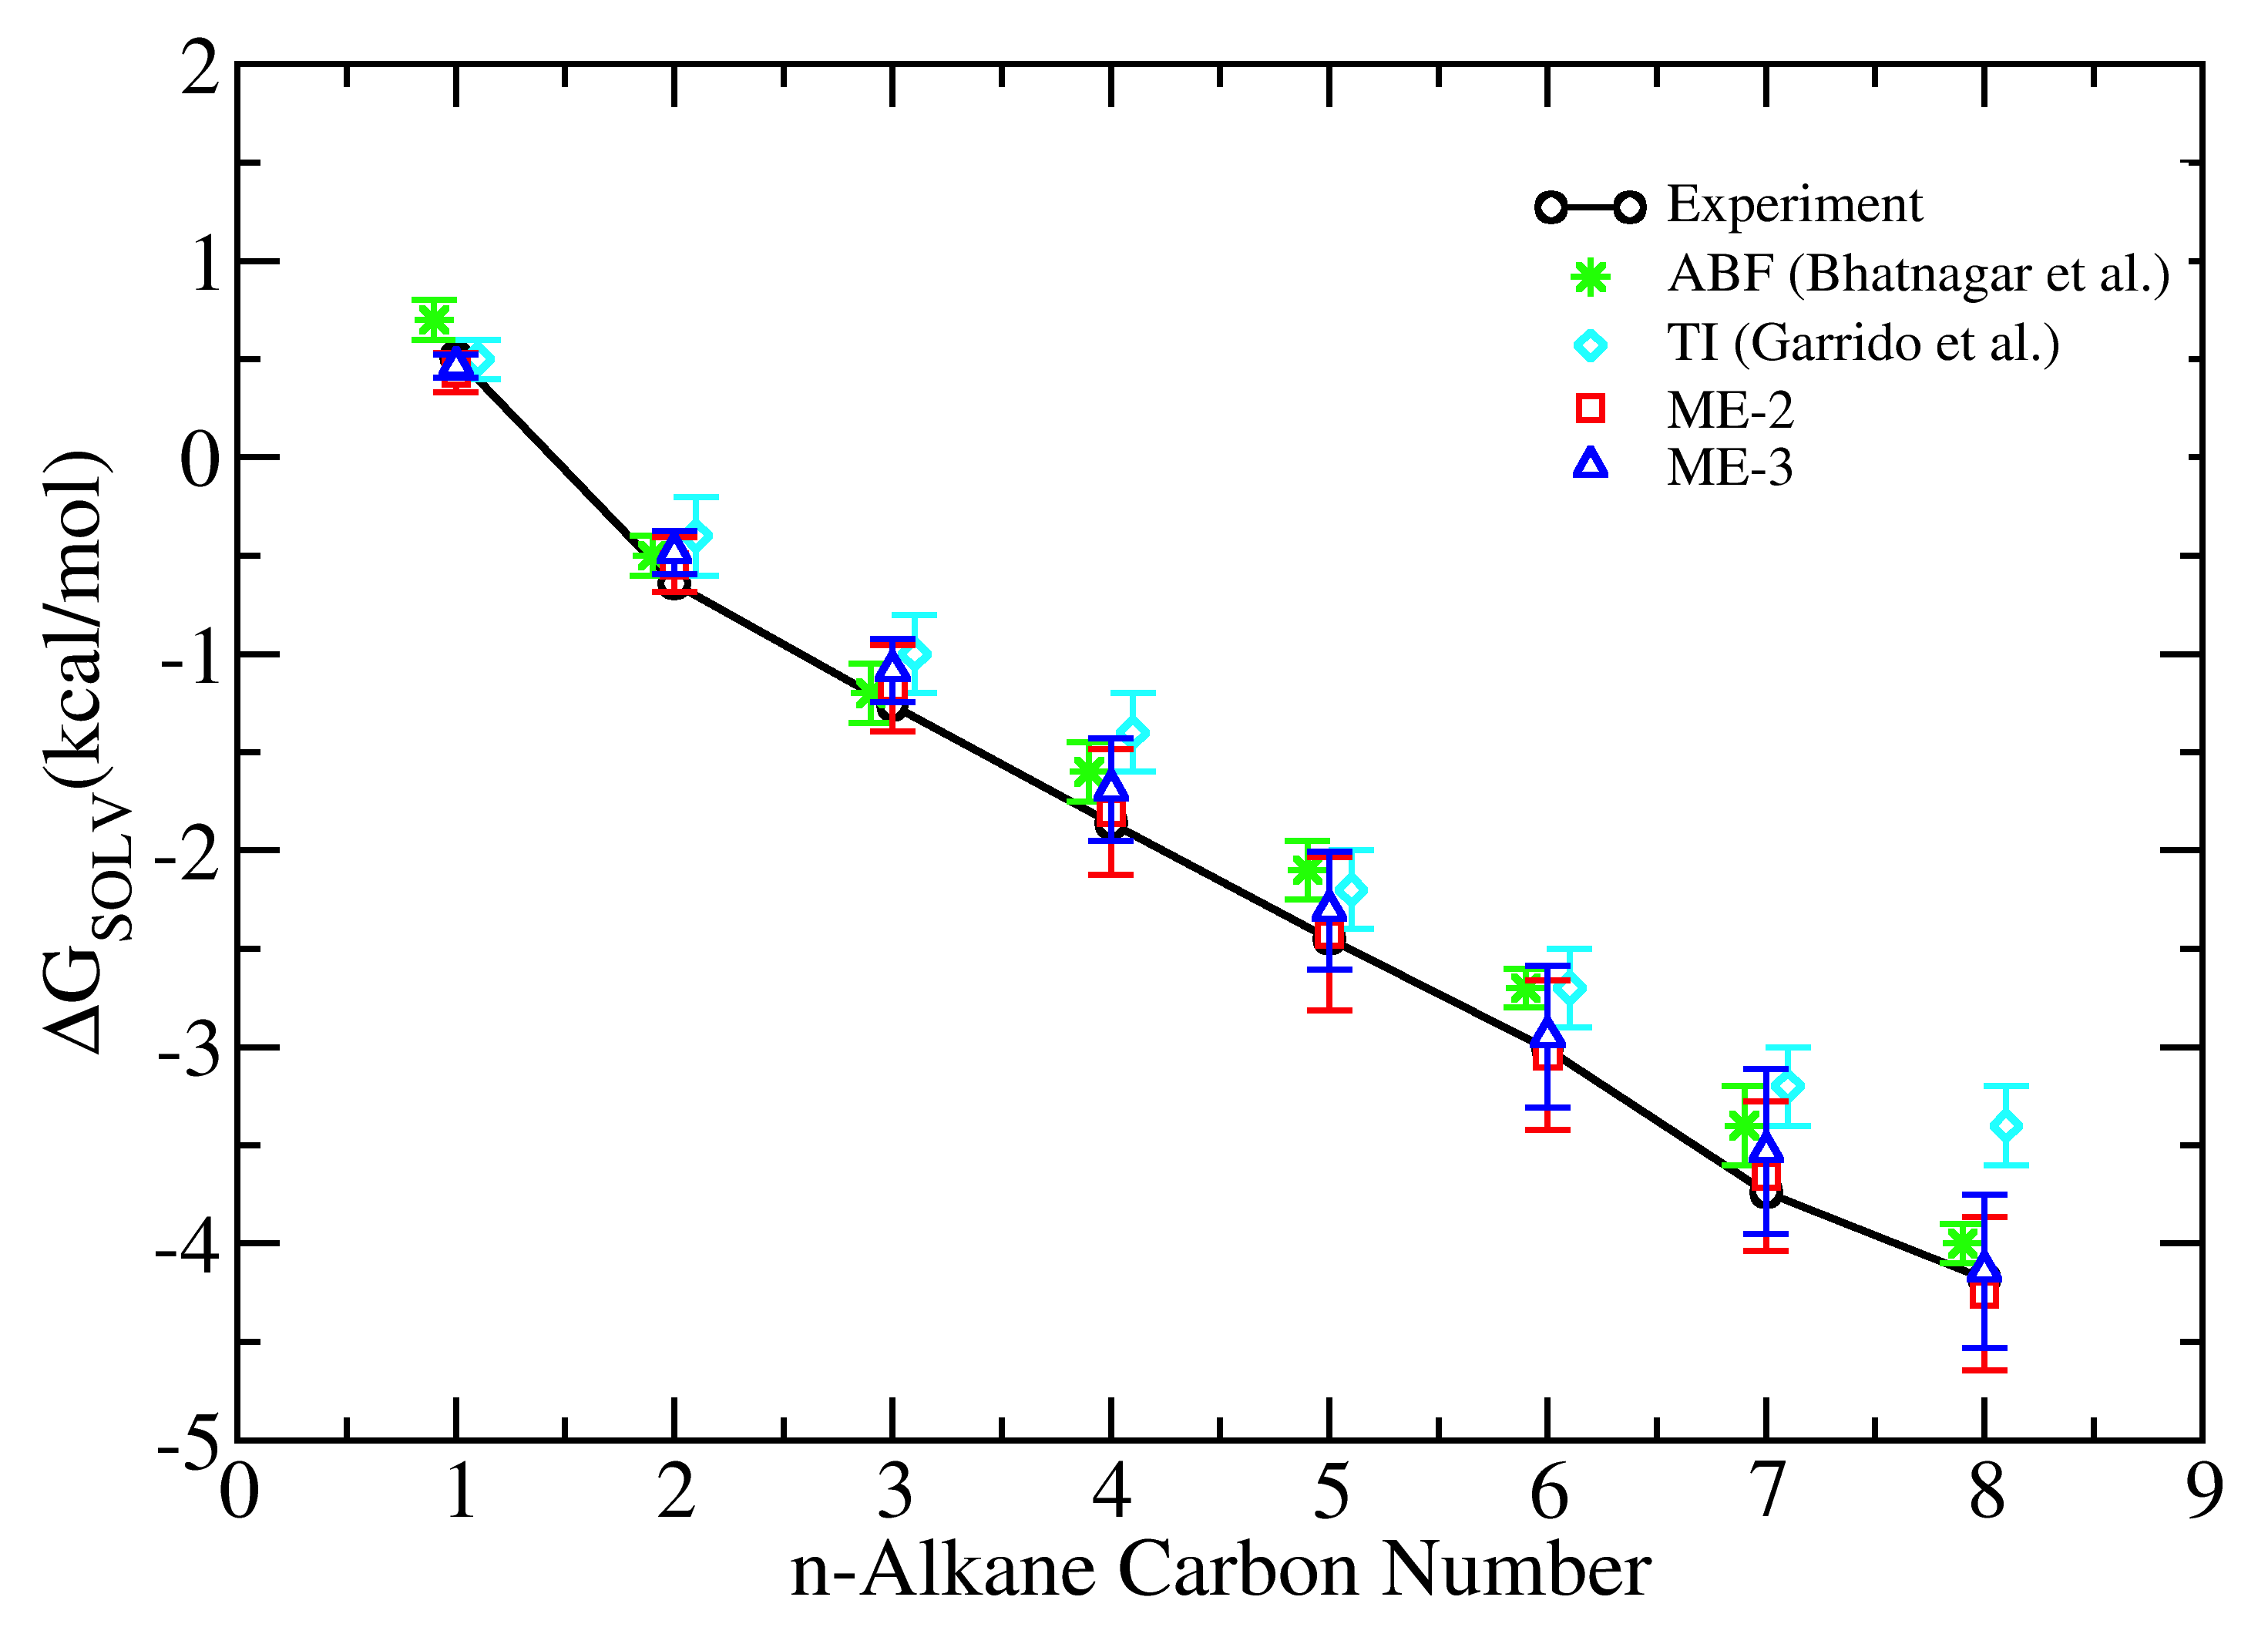 2
1
0
-1
-2
-3
-4
-5
ΔG_SOLV(kcal/mol)
Experiment
ABF (Bhatnagar et al.)
TI (Garrido et al.)
ME-2
ME-3
0 1 2 3 4 5 6 7 8 9
n-Alkane Carbon Number